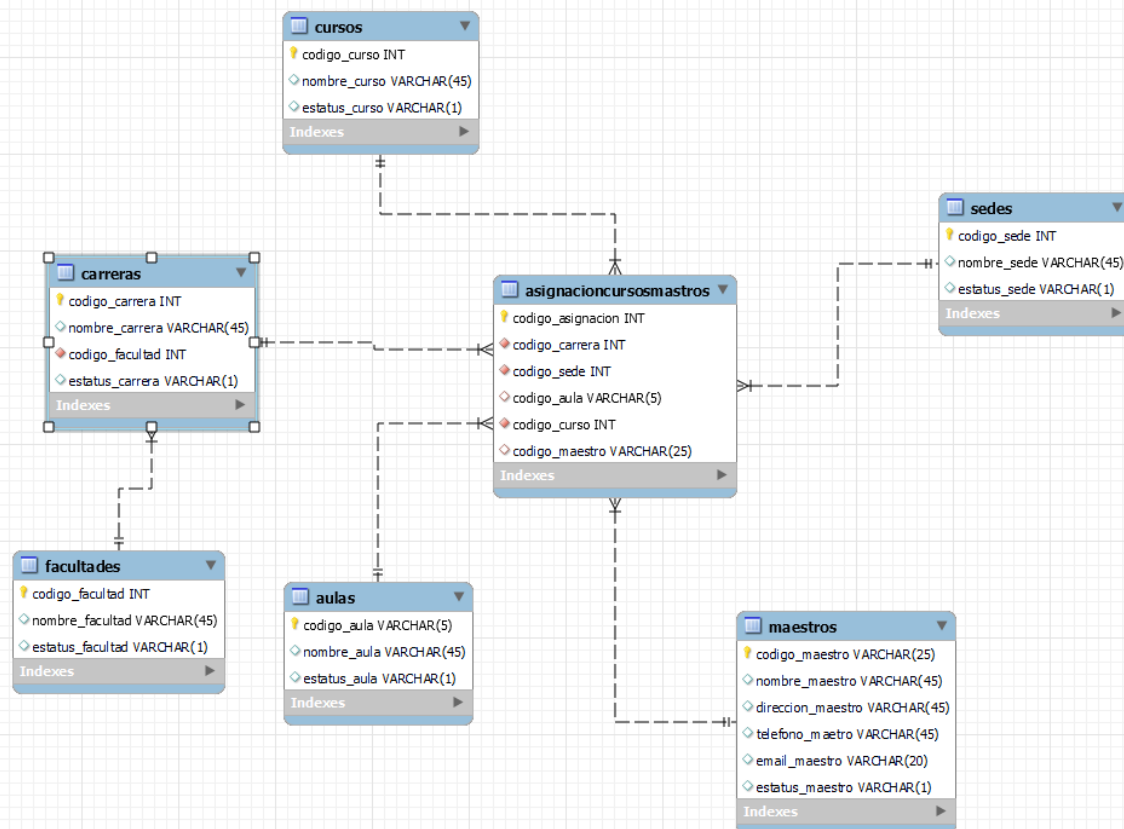 cursos
codigo_curso INT
nombre_curso VARCHAR(45)
estatus_curso VARCHAR(1)
Indexes
sedes
codigo_sede INT
nombre_sede VARCHAR(45)
estatus_sede VARCHAR(1)
Indexes
carreras
codigo_carrera INT
nombre_carrera VARCHAR(45)
codigo_facultad INT
estatus_carrera VARCHAR(1)
Indexes
asignacioncursosmastros
codigo_asignacion INT
codigo_carrera INT
codigo_sede INT
codigo_aula VARCHAR(5)
codigo_curso INT
codigo_maestro VARCHAR(25)
Indexes
facultades
codigo_facultad INT
nombre_facultad VARCHAR(45)
estatus_facultad VARCHAR(1)
Indexes
aulas
codigo_aula VARCHAR(5)
nombre_aula VARCHAR(45)
estatus_aula VARCHAR(1)
Indexes
maestros
codigo_maestro VARCHAR(25)
nombre_maestro VARCHAR(45)
direccion_maestro VARCHAR(45)
telefono_maetro VARCHAR(45)
email_maestro VARCHAR(20)
estatus_maestro VARCHAR(1)
Indexes